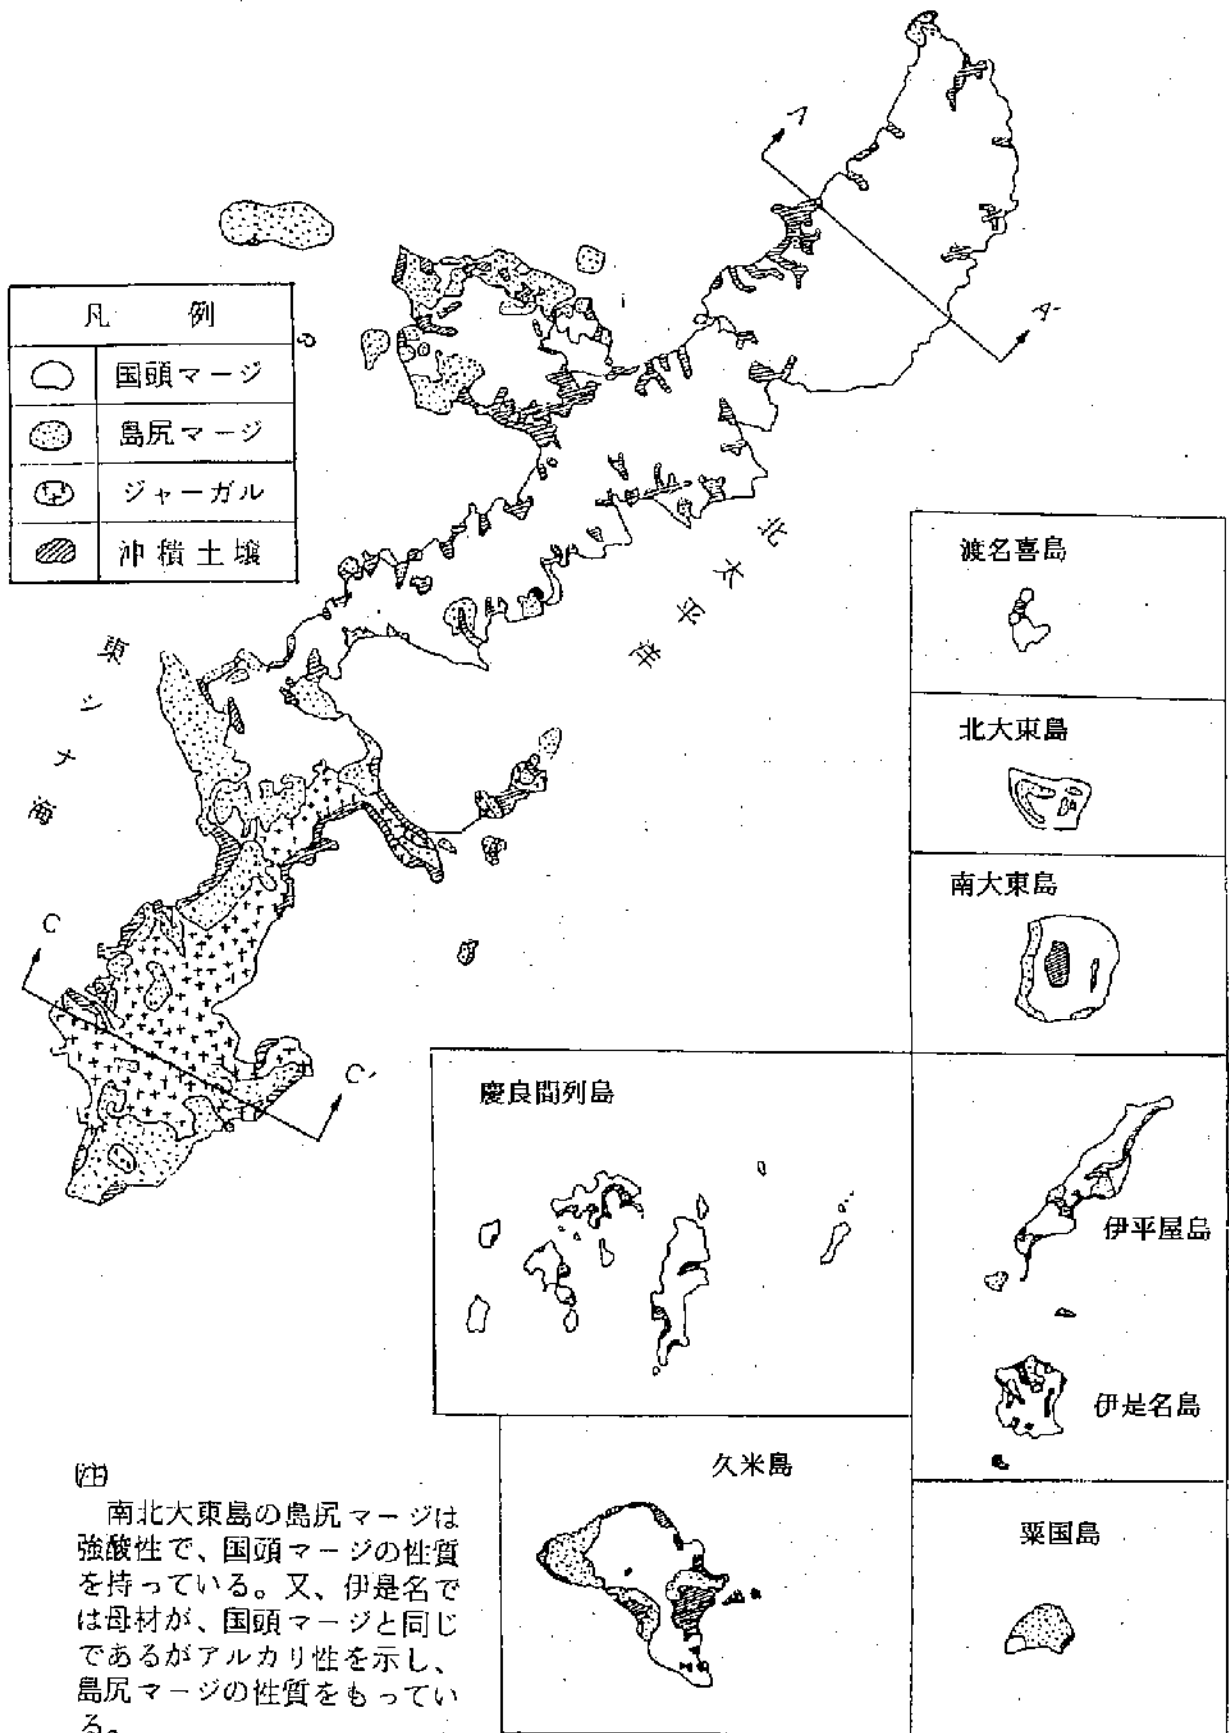 凡 例
国頭マージ
島尻マージ
ジャーガル
沖積土壌
東シナ海
北太平洋
C
C'
渡名喜島
北大東島
南大東島
慶良間列島
伊平屋島
伊是名島
久米島
粟国島
(注)
南北大東島の島尻マージは
強酸性で、国頭マージの性質
を持っている。又、伊是名で
は母材が、国頭マージと同じ
であるがアルカリ性を示し、
島尻マージの性質をもってい
る。